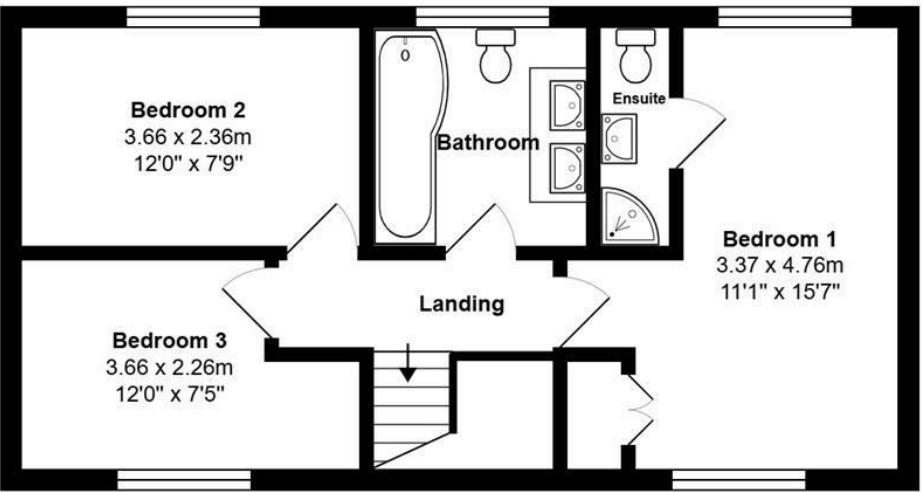 Bedroom 2
3.66 x 2.36m
12'0" x 7'9"
Bathroom
Ensuite
Bedroom 1
3.37 x 4.76m
11'1" x 15'7"
Landing
Bedroom 3
3.66 x 2.26m
12'0" x 7'5"